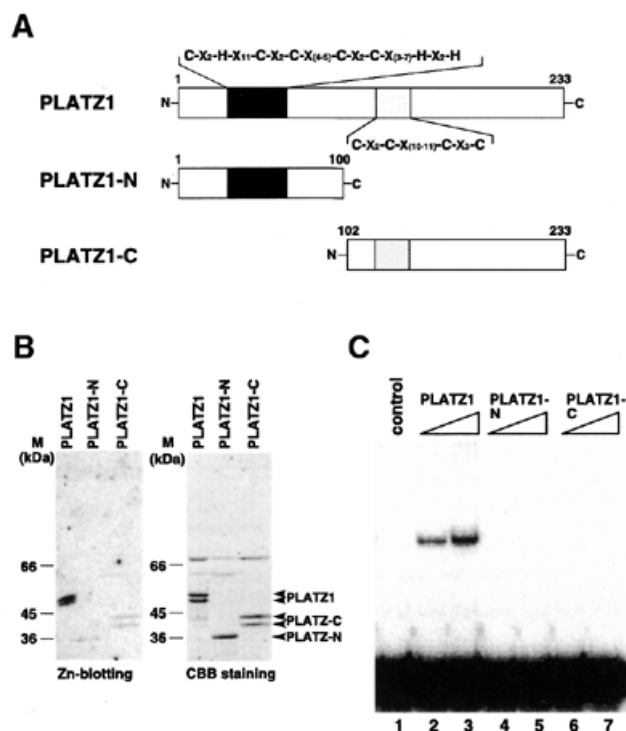 A
C-X2-H-X11-C-X2-C-X(4-5)-C-X2-C-X(3-7)-H-X2-H
1 233
PLATZ1 N C
C-X2-C-X(10-11)-C-X3-C
1 100
PLATZ1-N N C
102 233
PLATZ1-C N C
B
PLATZ1 PLATZ1-N PLATZ1-C
M (kDa)
66
45
36
Zn-blotting
PLATZ1 PLATZ1-N PLATZ1-C
M (kDa)
66
45
36
PLATZ1
PLATZ-C
PLATZ-N
CBB staining
C
control PLATZ1 PLATZ1-N PLATZ1-C
1 2 3 4 5 6 7